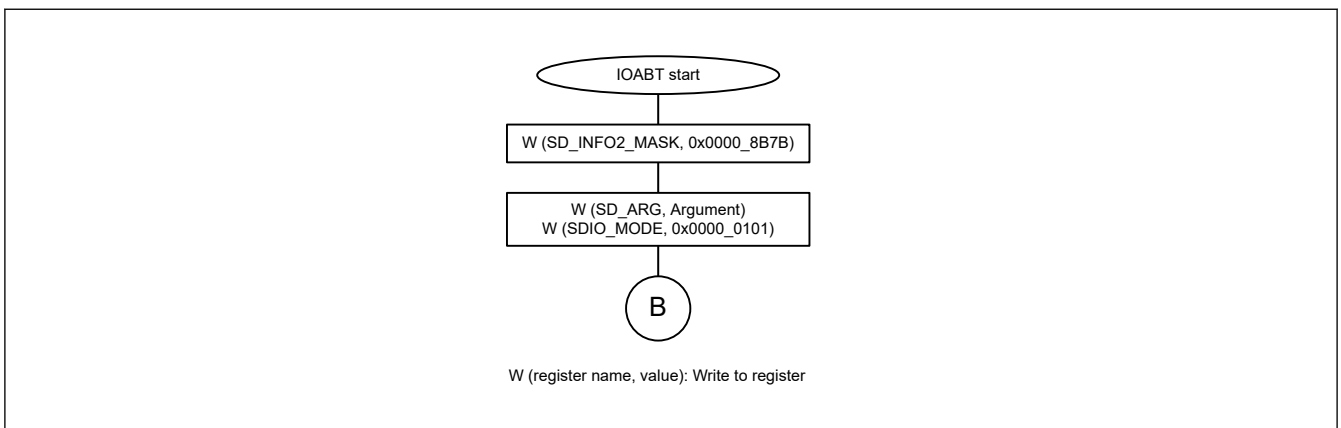 IOABT start
W (SD_INFO2_MASK, 0x0000_8B7B)
W (SD_ARG, Argument)
W (SDIO_MODE, 0x0000_0101)
B
W (register name, value): Write to register